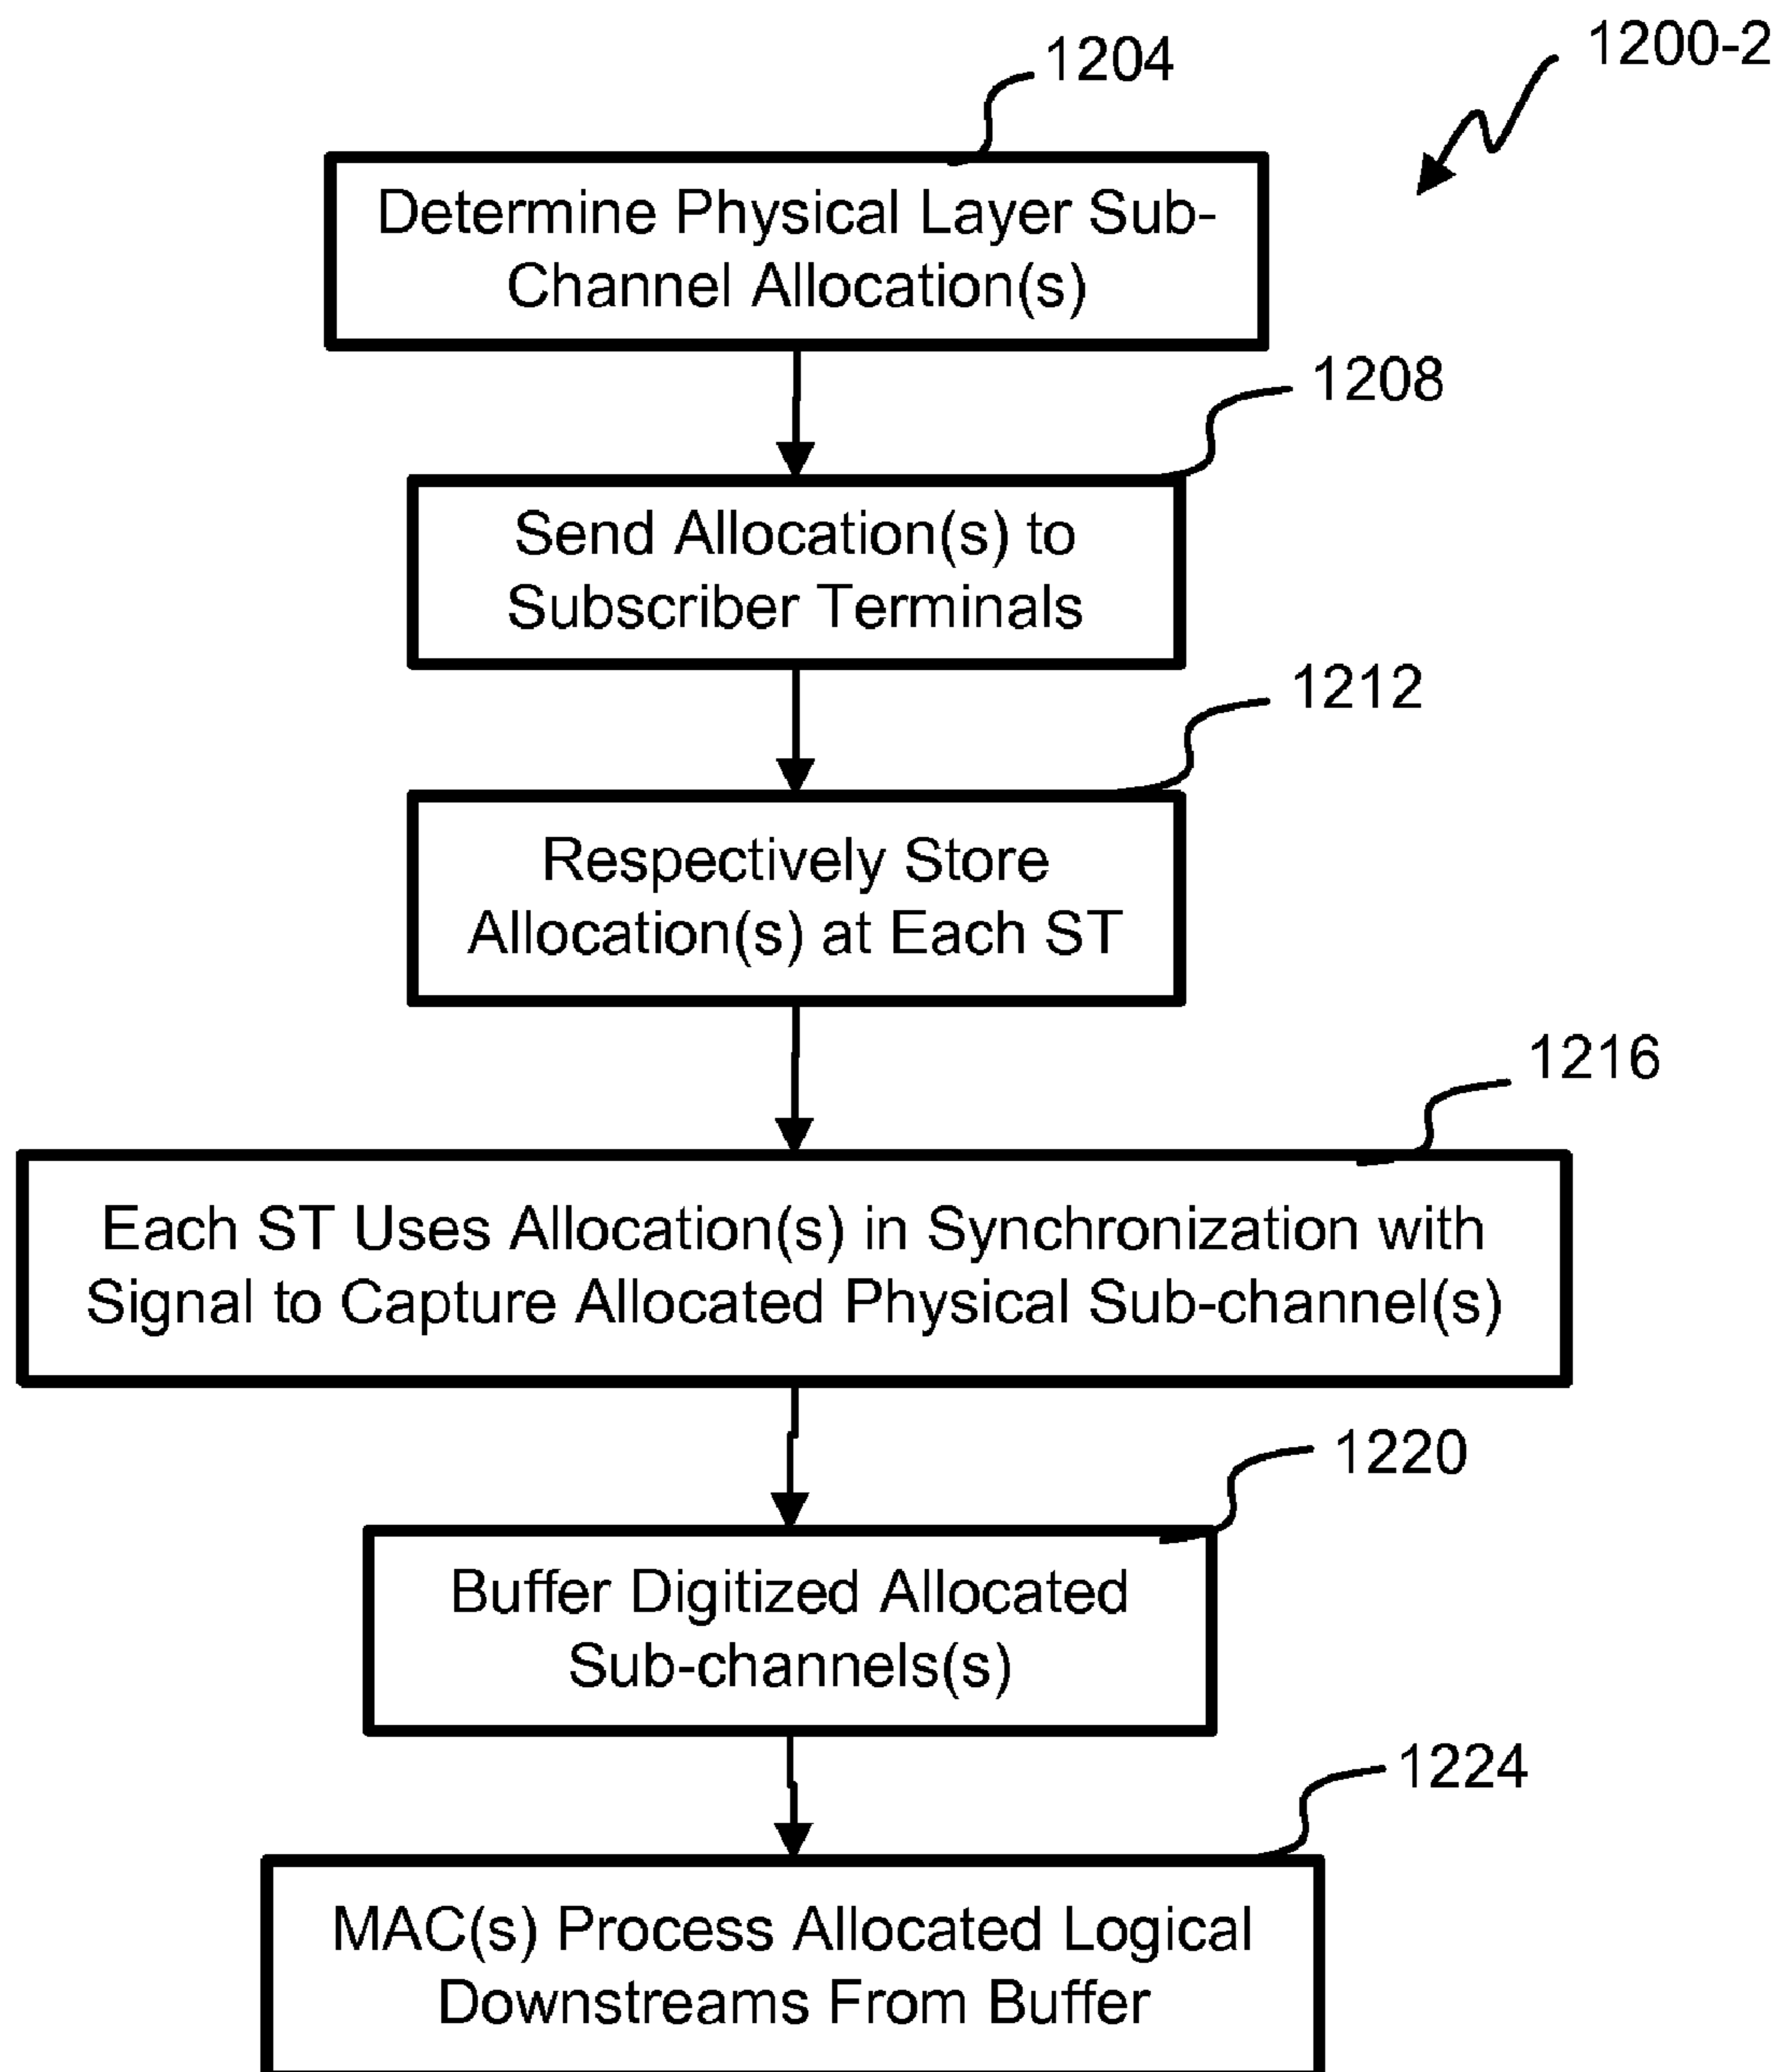 1200-2
1204
Determine Physical Layer Sub-
Channel Allocation(s)
1208
Send Allocation(s) to
Subscriber Terminals
1212
Respectively Store
Allocation(s) at Each ST
1216
Each ST Uses Allocation(s) in Synchronization with
Signal to Capture Allocated Physical Sub-channel(s)
1220
Buffer Digitized Allocated
Sub-channels(s)
1224
MAC(s) Process Allocated Logical
Downstreams From Buffer